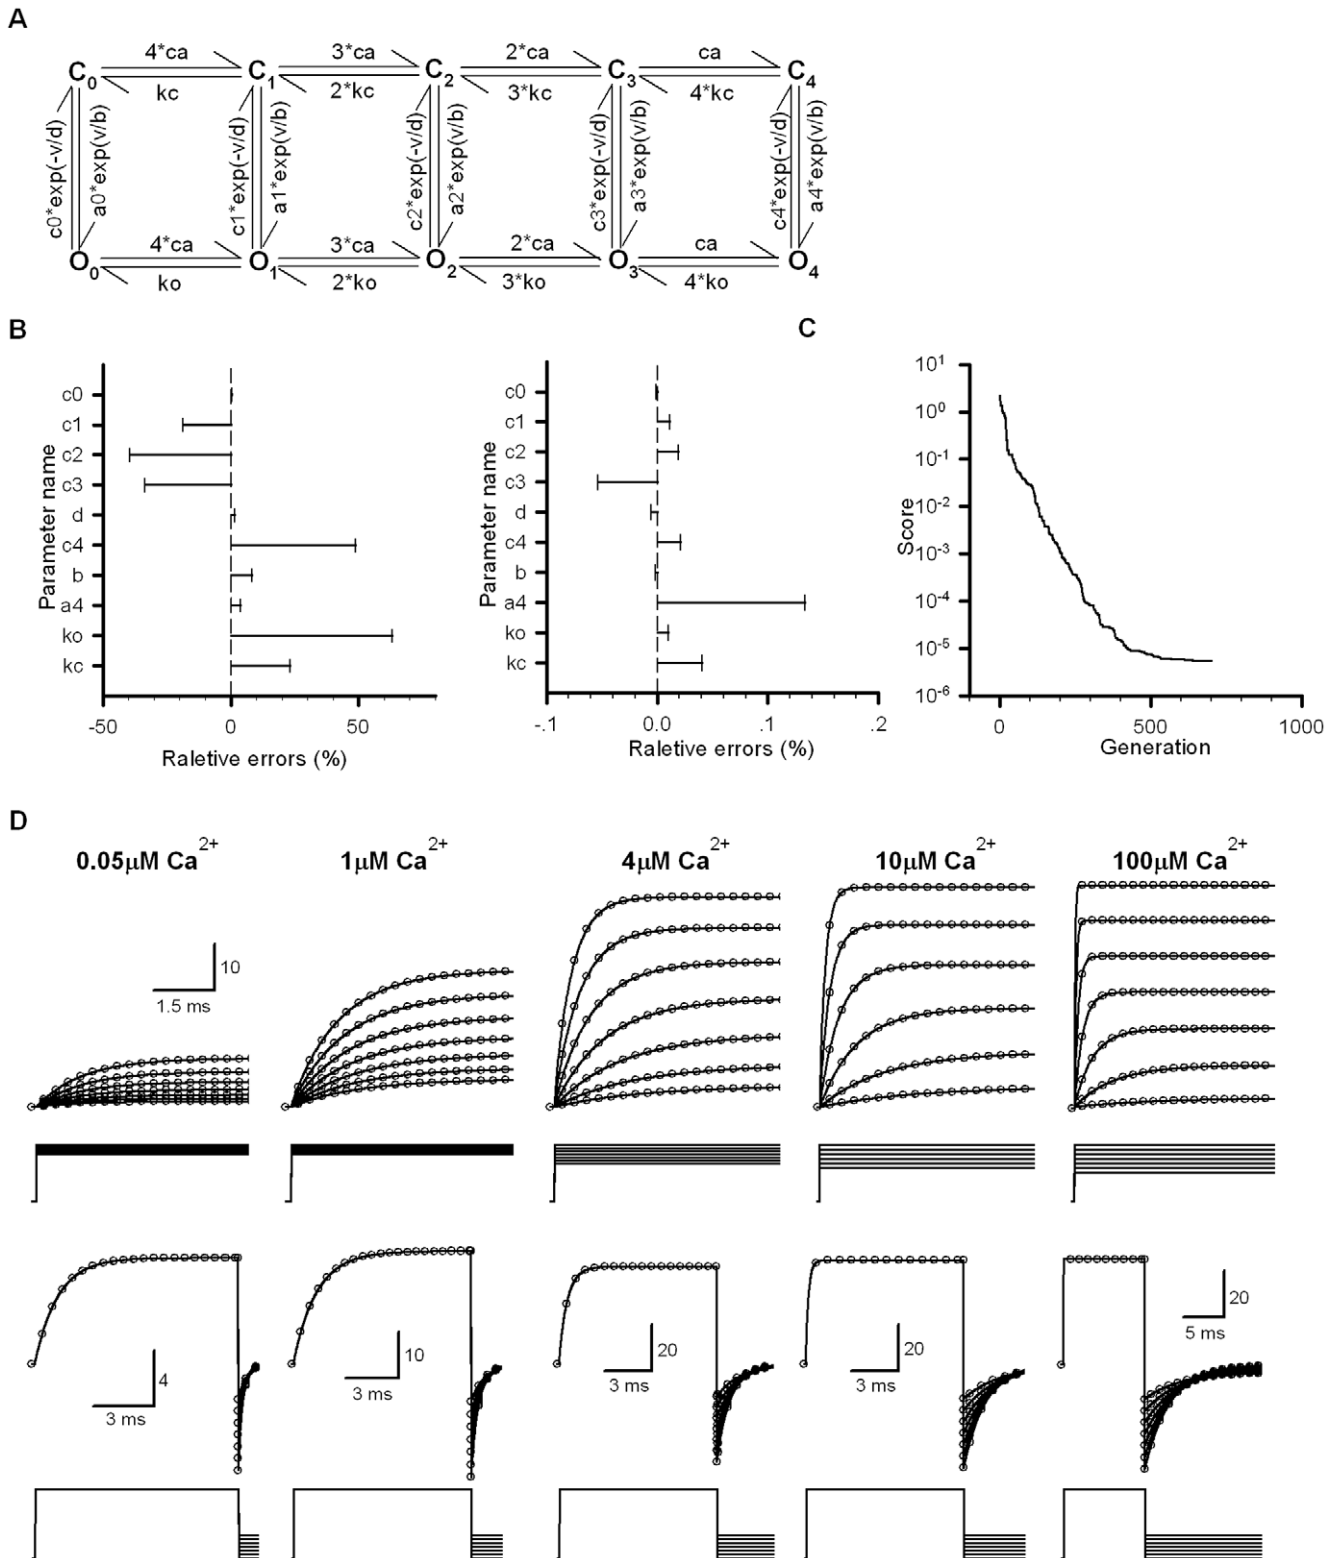 A
4*ca 3*ca 2*ca ca
C0 C1 C2 C3 C4
kc 2*kc 3*kc 4*kc
c0*exp(-v/d) a0*exp(v/b) c1*exp(-v/d) a1*exp(v/b) c2*exp(-v/d) a2*exp(v/b) c3*exp(-v/d) a3*exp(v/b) c4*exp(-v/d) a4*exp(v/b)
4*ca 3*ca 2*ca ca
O0 O1 O2 O3 O4
ko 2*ko 3*ko 4*ko
B
Parameter name
c0
c1
c2
c3
d
c4
b
a4
ko
kc
-50 0 50
Raletive errors (%)
Parameter name
c0
c1
c2
c3
d
c4
b
a4
ko
kc
-.1 0.0 .1 .2
Raletive errors (%)
C
Score
10^1
10^0
10^-1
10^-2
10^-3
10^-4
10^-5
10^-6
0 500 1000
Generation
D
0.05μM Ca2+ 1μM Ca2+ 4μM Ca2+ 10μM Ca2+ 100μM Ca2+
10
1.5 ms
4
3 ms
10
3 ms
20
3 ms
20
3 ms
20
5 ms